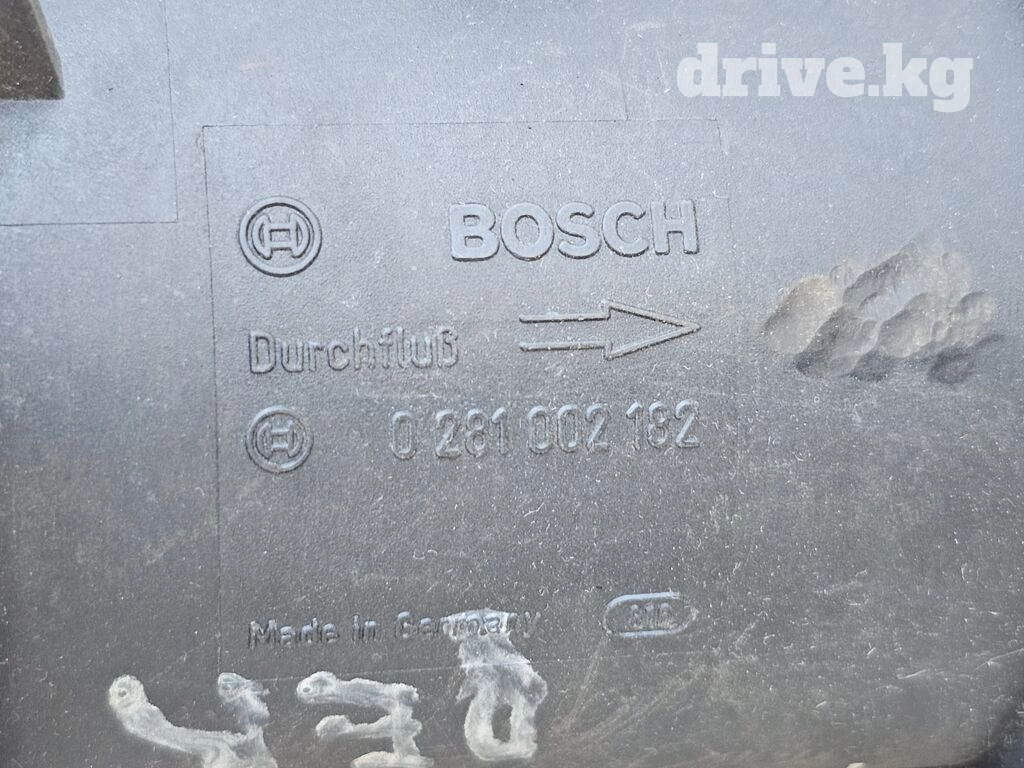 drive.kg
BOSCH
Durchfluß
0 281 002 182
Made in Germany